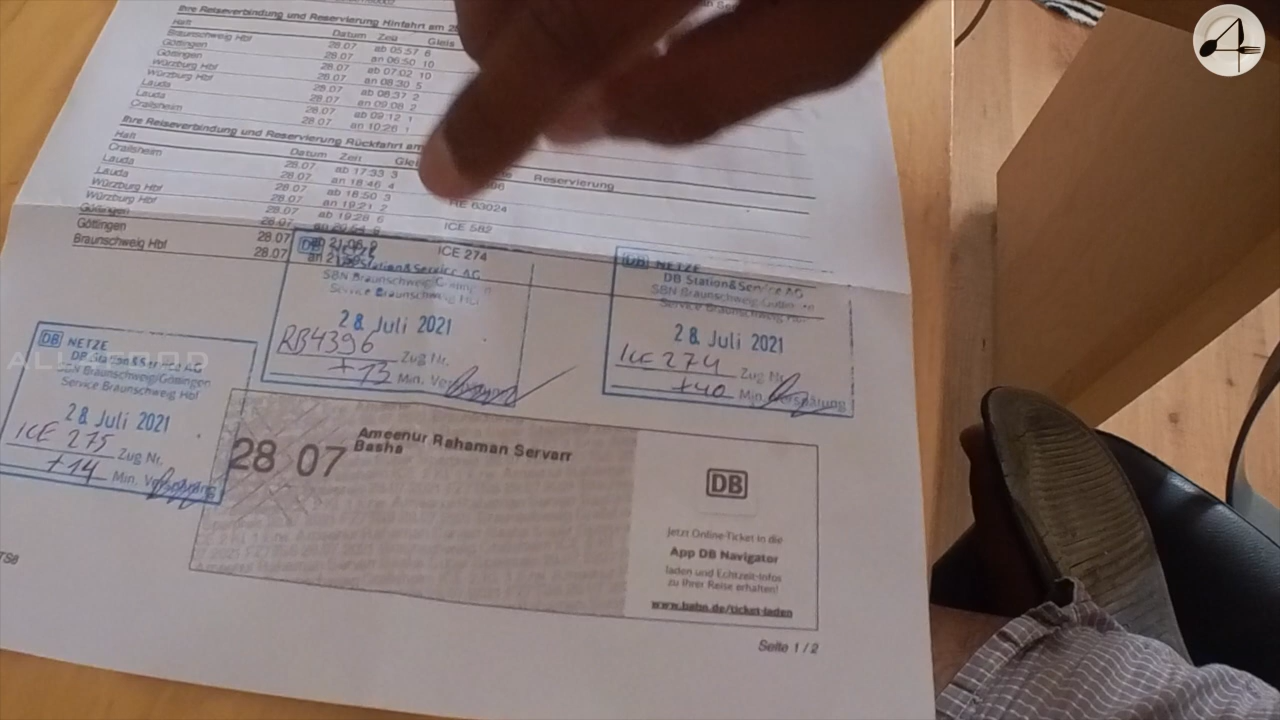 Ihre Reiseverbindung und Reservierung Hinfahrt am
Halt Datum Zeit Gleis
Braunschweig Hbf 28.07 ab 05:57 6
Göttingen 28.07 an 06:50 10
Göttingen 28.07 ab 07:02 10
Würzburg Hbf 28.07 an 08:30 5
Würzburg Hbf 28.07 ab 08:37 2
Lauda 28.07 an 09:08 2
Lauda 28.07 ab 09:12 1
Crailsheim 28.07 an 10:26 1
Ihre Reiseverbindung und Reservierung Rückfahrt am
Halt Datum Zeit Gleis Reservierung
Crailsheim 28.07 ab 17:33 3
Lauda 28.07 an 18:46 4
Lauda 28.07 ab 18:50 3 RE 63024
Würzburg Hbf 28.07 an 19:21 2
Würzburg Hbf 28.07 ab 19:28 6 ICE 582
Göttingen 28.07
Göttingen 28.07 ICE 274
Braunschweig Hbf 28.07
DB NETZE
DB Station&Service AG
SBN Braunschweig/Göttingen
Service Braunschweig Hbf
28 Juli 2021
RB4396 Zug Nr.
+13 Min. Verspätung
DB NETZE
DB Station&Service AG
SBN Braunschweig/Göttingen
Service Braunschweig Hbf
28 Juli 2021
ICE 274 Zug Nr.
+40 Min. Verspätung
DB NETZE
DB Station&Service AG
SBN Braunschweig/Göttingen
Service Braunschweig Hbf
28 Juli 2021
ICE 275 Zug Nr.
+14 Min. Verspätung
28 07
Ameenur Rahaman Servarr
Basha
DB
Jetzt Online-Ticket in die
App DB Navigator
laden und Echtzeit-Infos
zu Ihrer Reise erhalten!
www.bahn.de/ticket-laden
Seite 1 / 2